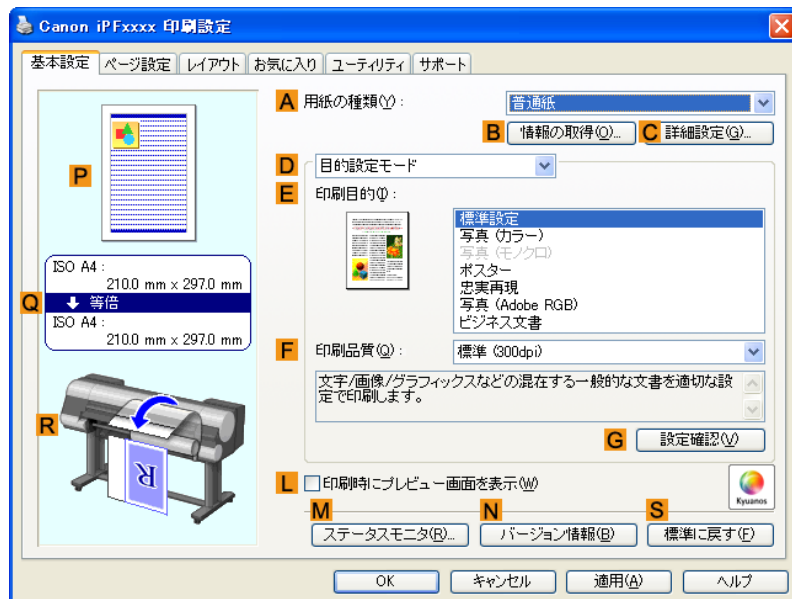 Canon iPFxxxx 印刷設定
基本設定 ページ設定 レイアウト お気に入り ユーティリティ サポート
A 用紙の種類(Y): 普通紙
B 情報の取得(O)... C 詳細設定(G)...
D 目的設定モード
E 印刷目的(I):
標準設定
写真 (カラー)
写真 (モノクロ)
ポスター
忠実再現
写真 (Adobe RGB)
ビジネス文書
F 印刷品質(Q): 標準 (300dpi)
文字/画像/グラフィックスなどの混在する一般的な文書を適切な設
定で印刷します。
G 設定確認(V)
P
Q
ISO A4 :
210.0 mm x 297.0 mm
等倍
ISO A4 :
210.0 mm x 297.0 mm
R
R
L 印刷時にプレビュー画面を表示(W)
Kyuanos
M N S
ステータスモニタ(R)... バージョン情報(B) 標準に戻す(F)
OK キャンセル 適用(A) ヘルプ